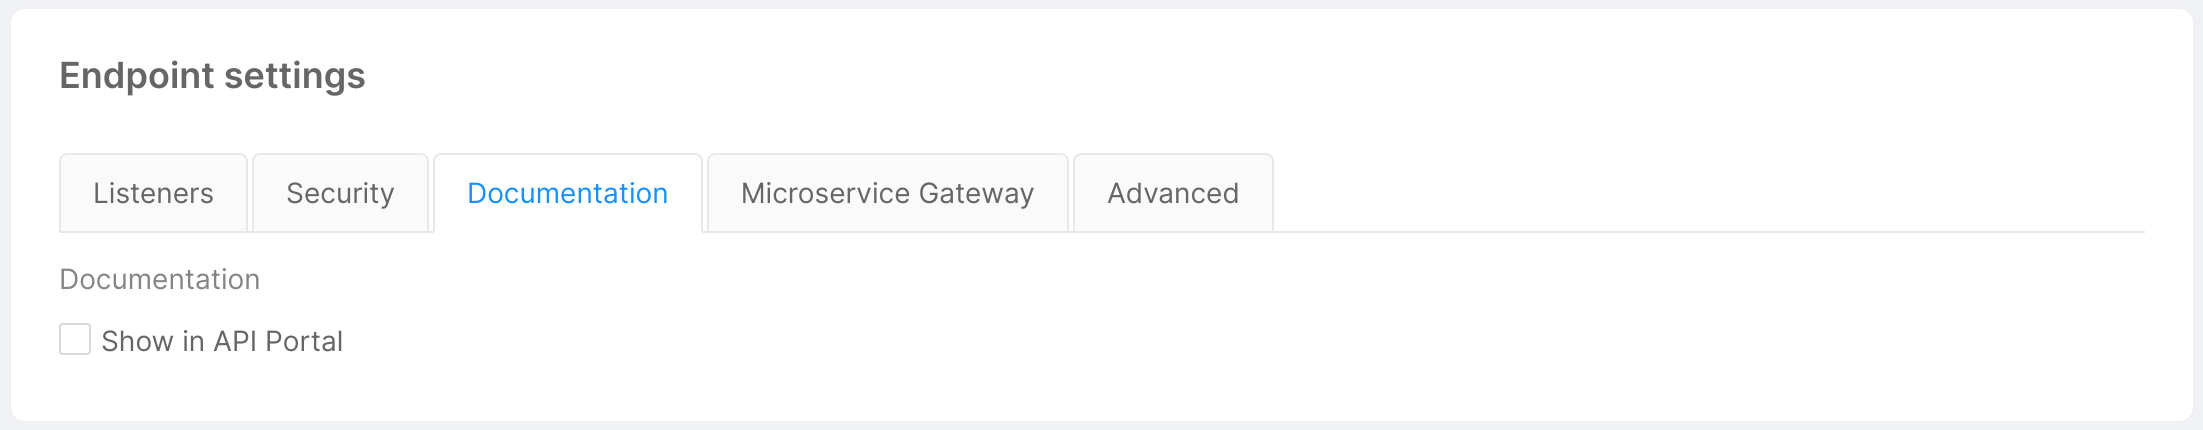 Endpoint settings
Listeners Security Documentation Microservice Gateway Advanced
Documentation
Show in API Portal